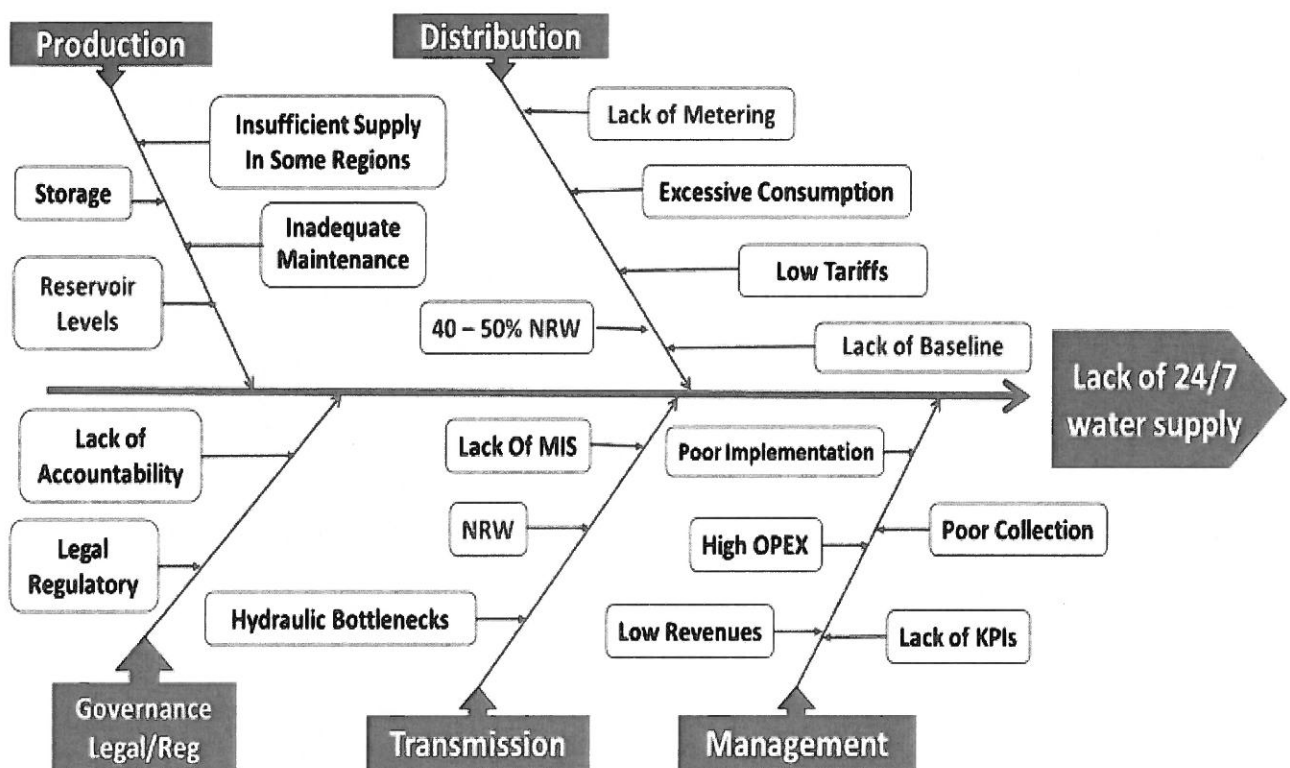 Production
Distribution
Insufficient Supply
In Some Regions
Storage
Inadequate
Maintenance
Reservoir
Levels
Lack of Metering
Excessive Consumption
Low Tariffs
40 – 50% NRW
Lack of Baseline
Lack of 24/7
water supply
Lack of
Accountability
Legal
Regulatory
Lack Of MIS
NRW
Hydraulic Bottlenecks
Poor Implementation
High OPEX
Poor Collection
Low Revenues
Lack of KPIs
Governance
Legal/Reg
Transmission
Management